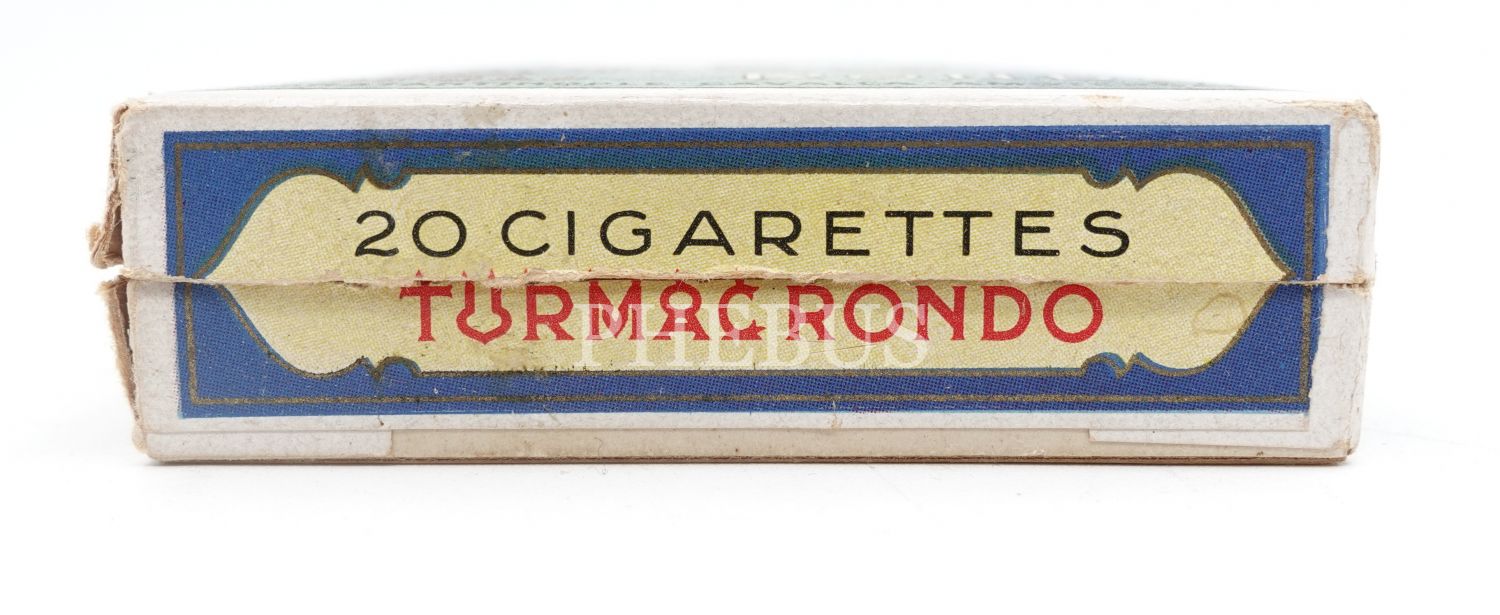 20 CIGARETTES
TURMAC RONDO
PHEBUS